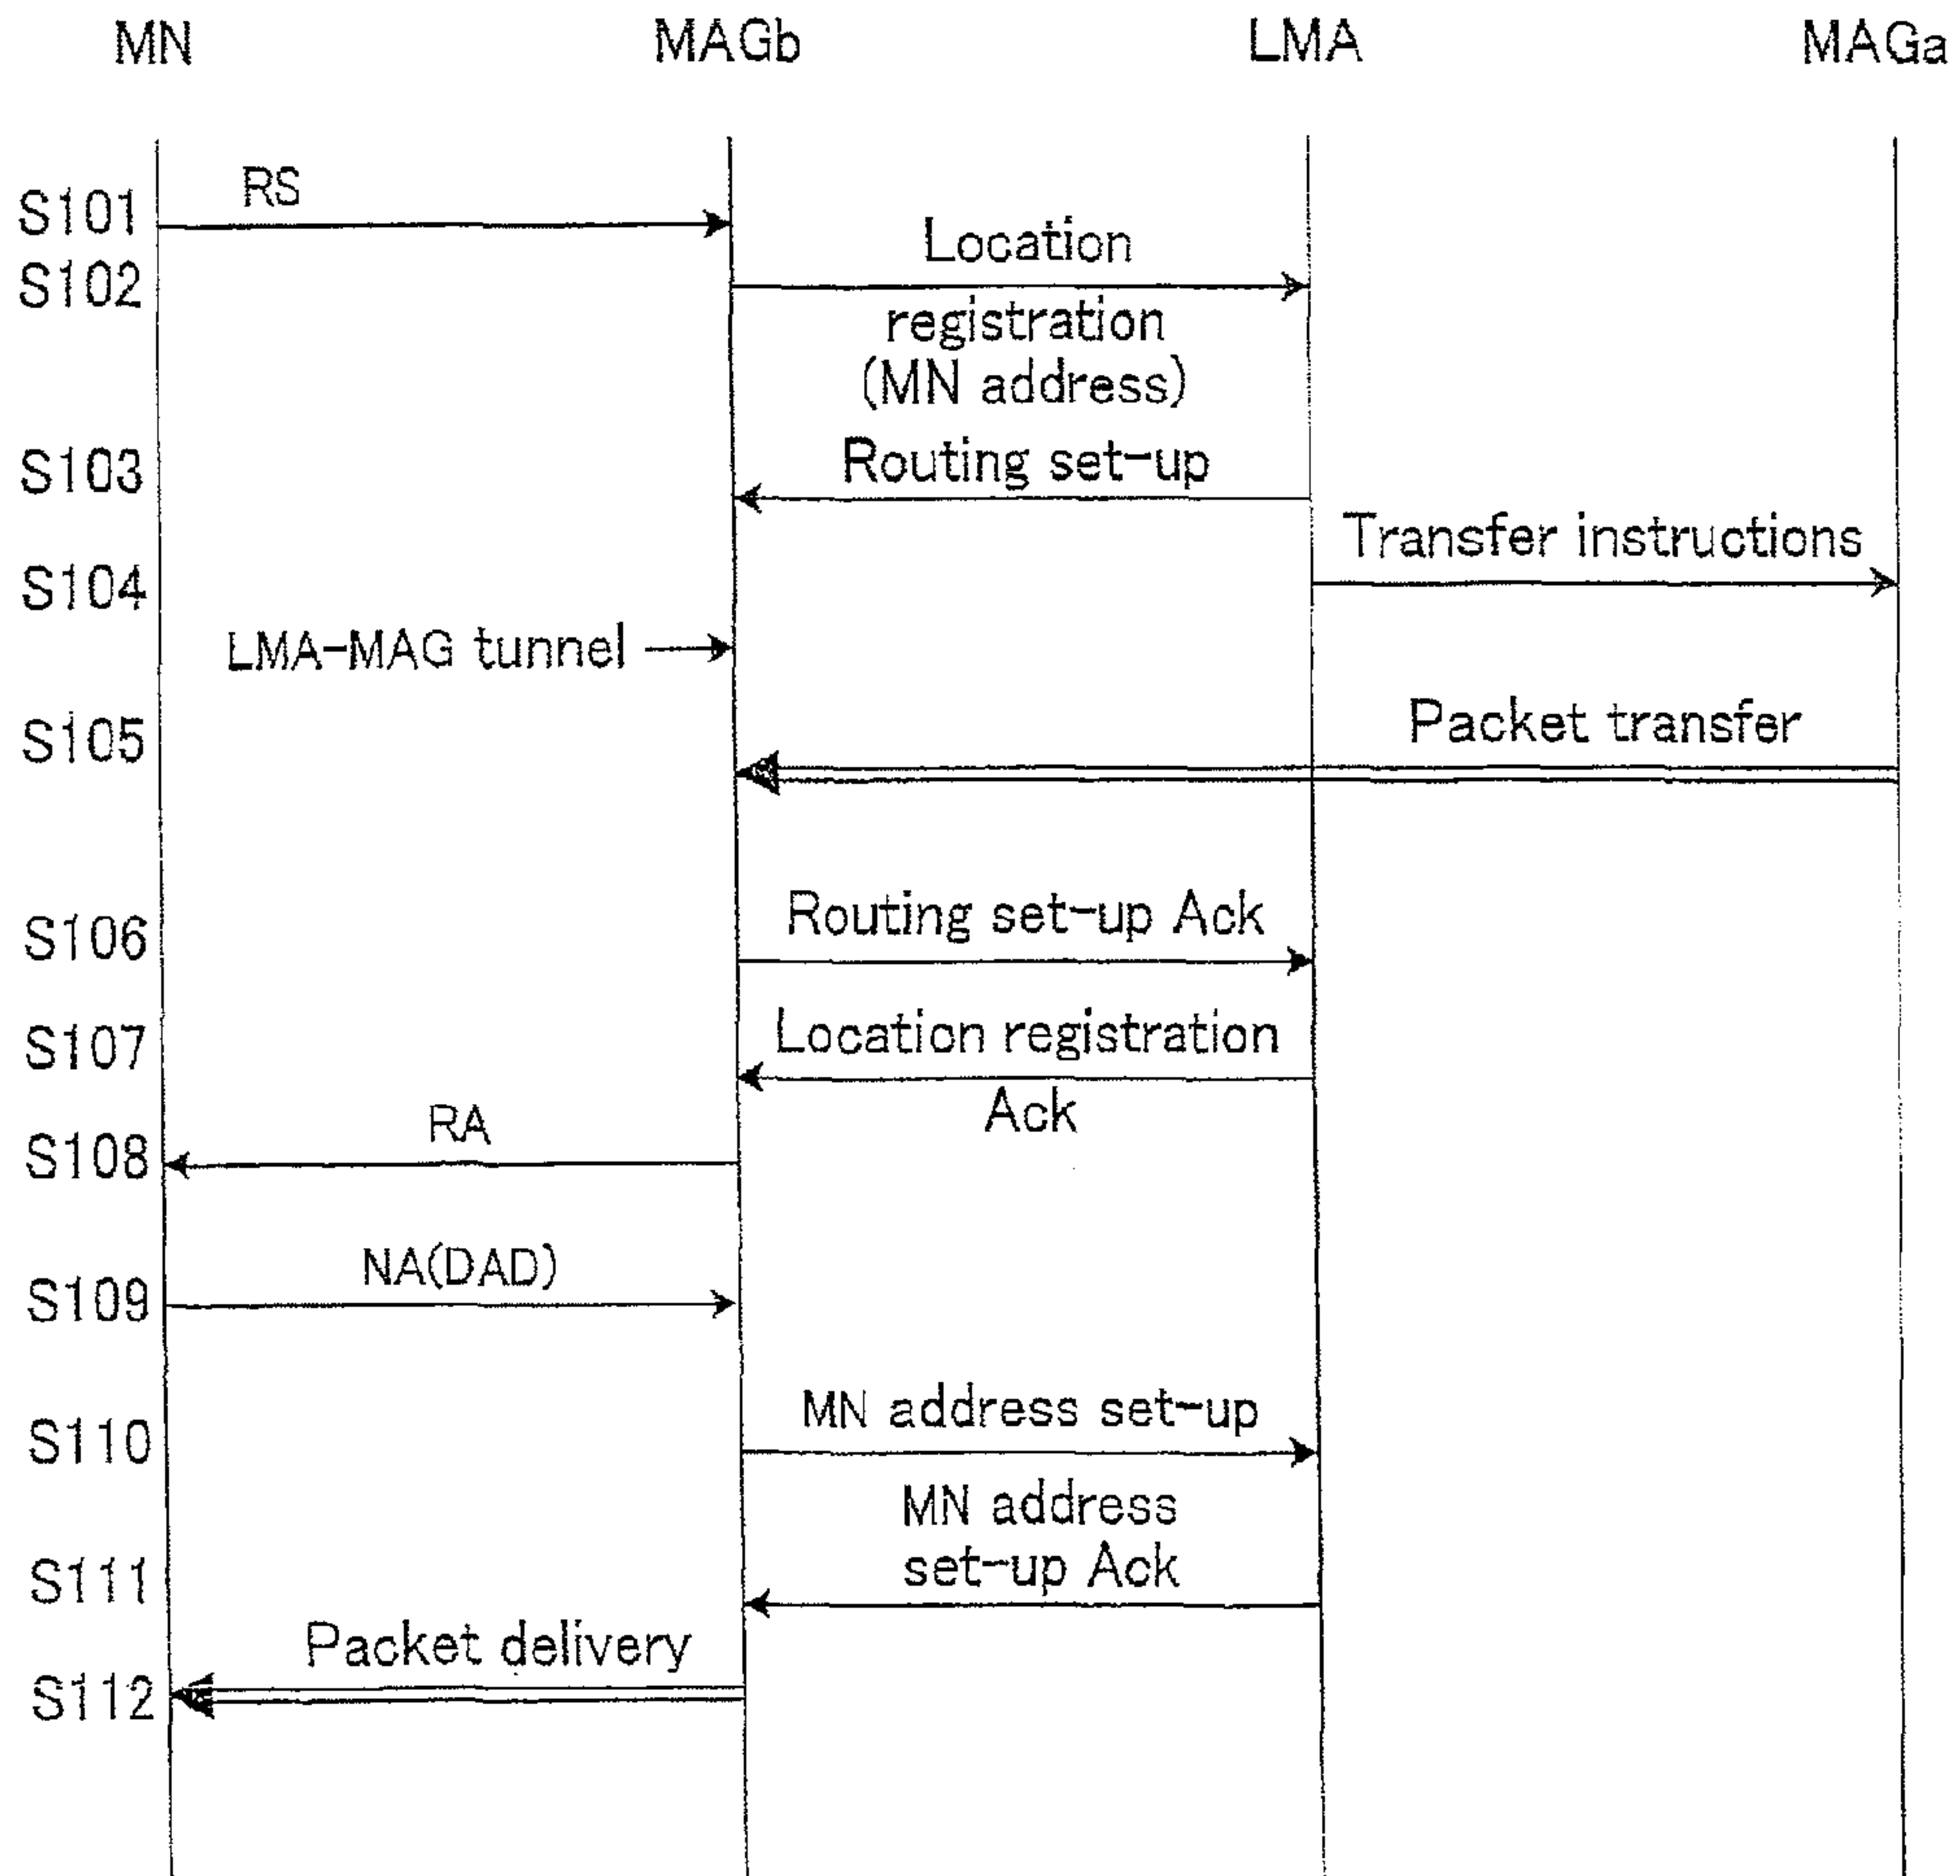 MN MAGb LMA MAGa
RS
S101
Location
S102
registration
(MN address)
Routing set-up
S103
Transfer instructions
S104
LMA-MAG tunnel
Packet transfer
S105
Routing set-up Ack
S106
Location registration
S107
Ack
RA
S108
NA(DAD)
S109
MN address set-up
S110
MN address
set-up Ack
S111
Packet delivery
S112